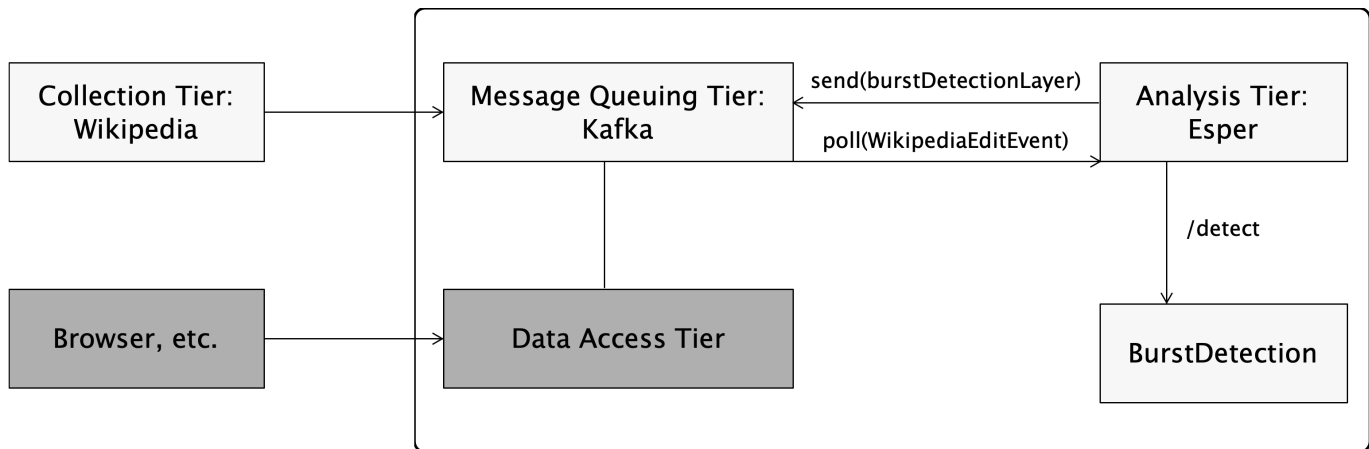 Collection Tier:
Wikipedia
Message Queuing Tier:
Kafka
send(burstDetectionLayer)
poll(WikipediaEditEvent)
Analysis Tier:
Esper
/detect
Browser, etc.
Data Access Tier
BurstDetection